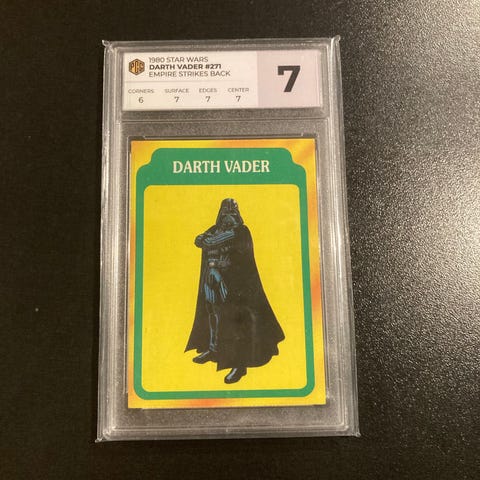 1980 STAR WARS
DARTH VADER #271
EMPIRE STRIKES BACK
7
CORNERS SURFACE EDGES CENTER
6 7 7 7
DARTH VADER